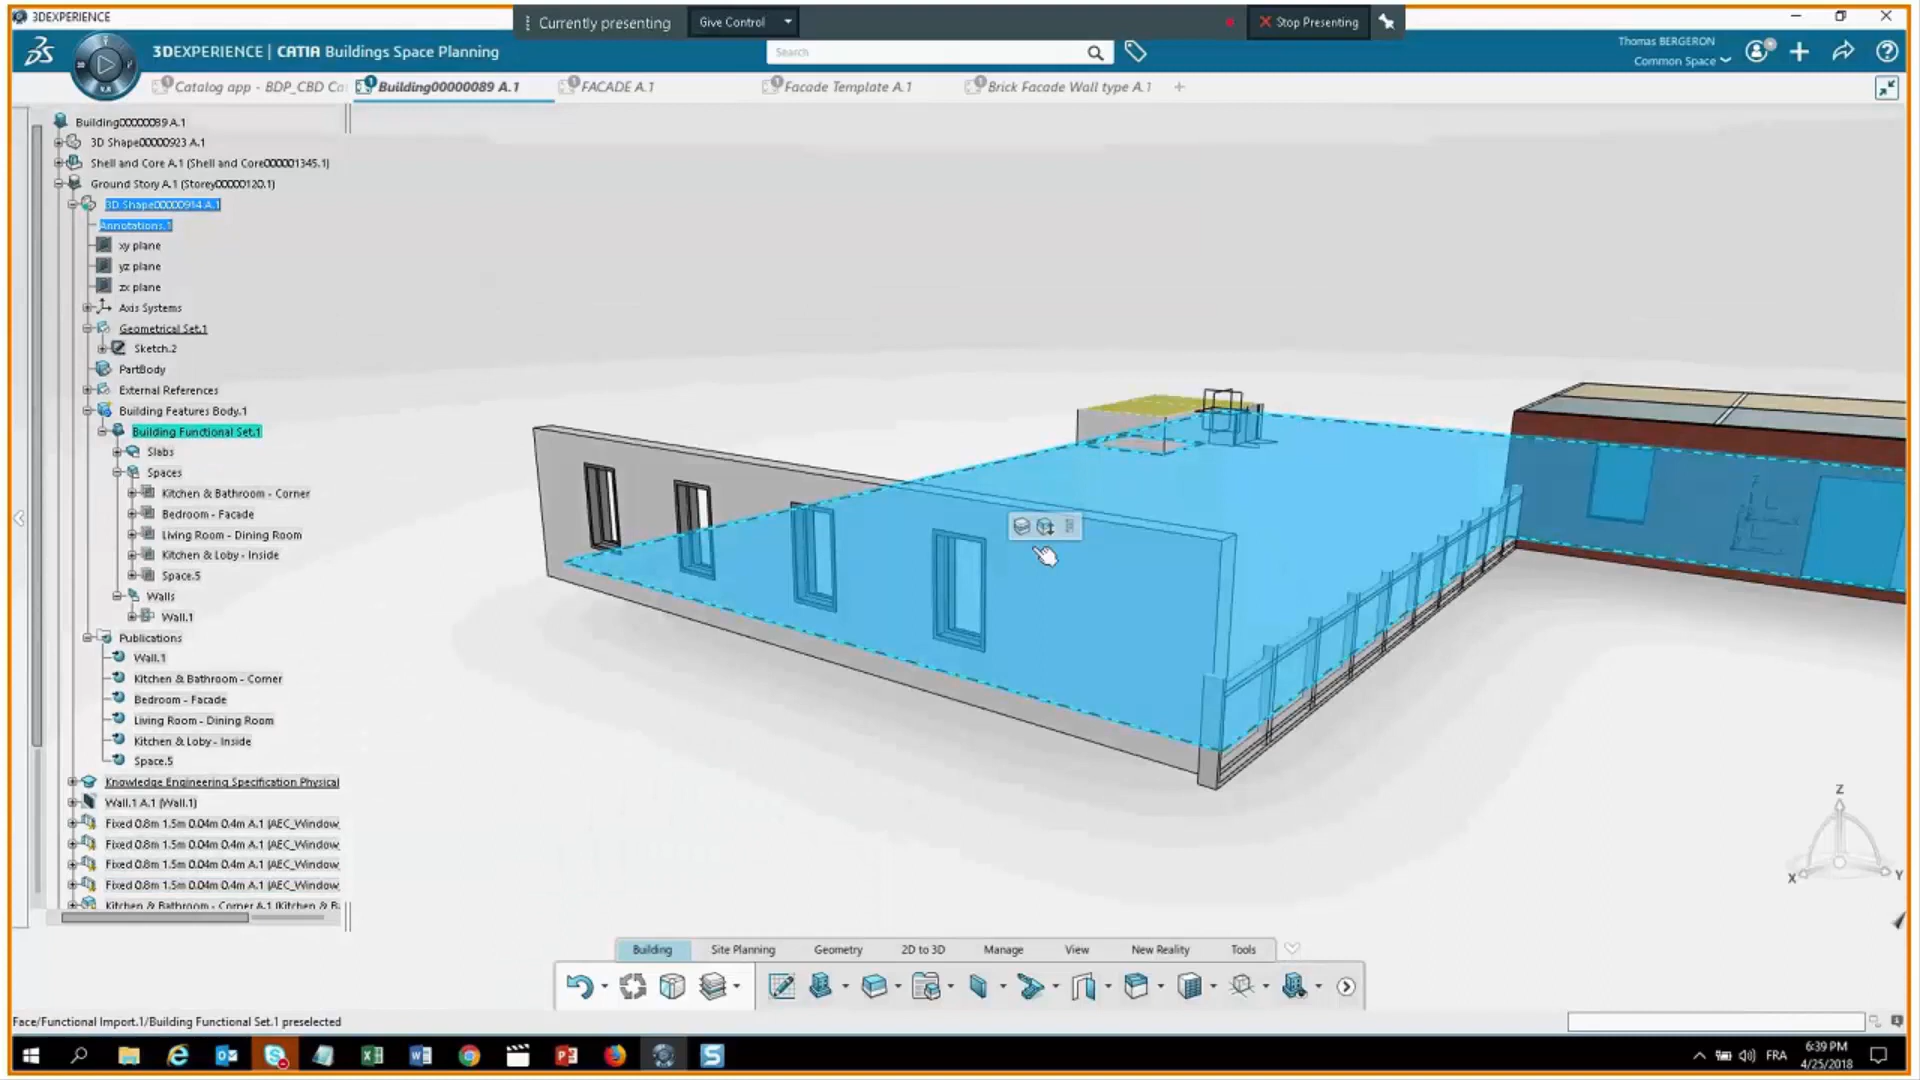 3DEXPERIENCE
Currently presenting
Give Control
Stop Presenting
3DEXPERIENCE | CATIA Buildings Space Planning
Search
Thomas BERGERON
Common Space
Catalog app - BDP_CBD Ca
Building00000089 A.1
FACADE A.1
Facade Template A.1
Brick Facade Wall type A.1
Building00000089 A.1
3D Shape00000923 A.1
Shell and Core A.1 (Shell and Core000001345.1)
Ground Story A.1 (Storey00000120.1)
3D Shape00000914 A.1
Annotations.1
xy plane
yz plane
zx plane
Axis Systems
Geometrical Set.1
Sketch.2
PartBody
External References
Building Features Body.1
Building Functional Set.1
Slabs
Spaces
Kitchen & Bathroom - Corner
Bedroom - Facade
Living Room - Dining Room
Kitchen & Loby - Inside
Space.5
Walls
Wall.1
Publications
Wall.1
Kitchen & Bathroom - Corner
Bedroom - Facade
Living Room - Dining Room
Kitchen & Loby - Inside
Space.5
Knowledge Engineering Specification Physical
Wall.1 A.1 (Wall.1)
Fixed 0.8m 1.5m 0.04m 0.4m A.1 (AEC_Window_
Fixed 0.8m 1.5m 0.04m 0.4m A.1 (AEC_Window_
Fixed 0.8m 1.5m 0.04m 0.4m A.1 (AEC_Window_
Fixed 0.8m 1.5m 0.04m 0.4m A.1 (AEC_Window_
Kitchen & Bathroom - Corner A.1 (Kitchen & B
Z
X
Y
Building
Site Planning
Geometry
2D to 3D
Manage
View
New Reality
Tools
Face/Functional Import.1/Building Functional Set.1 preselected
FRA
6:39 PM
4/25/2018